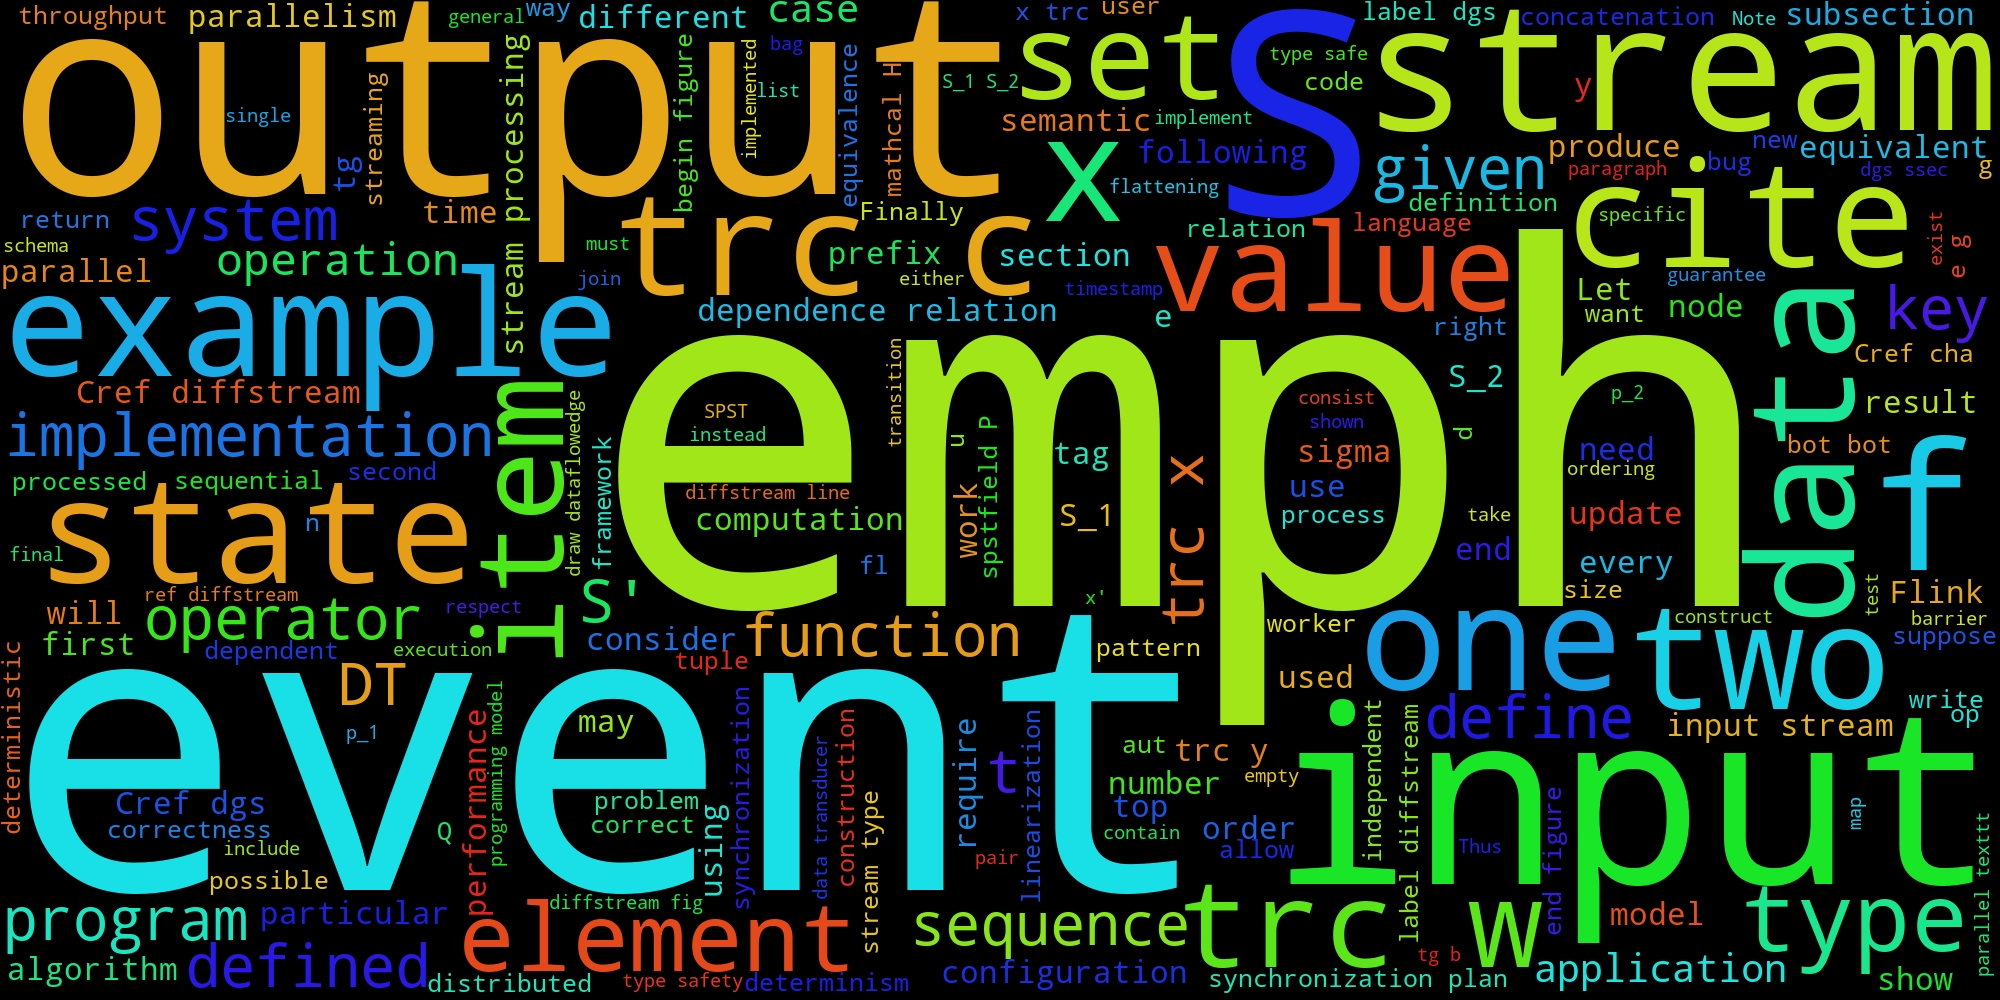 throughput
parallelism
general
way
different
case
x trc
user
label dgs
concatenation
Note
subsection
output
set
S
stream
bag
implemented
list
single
streaming
tg
stream processing
begin figure
equivalence
mathcal H
S_1 S_2
type safe
code
y
semantic
implement
x
following
flattening
given
produce
paragraph
new
bug
equivalent
dgs ssec
g
definition
cite
specific
return
system
time
schema
parallel
operation
must
join
trc c
Finally
prefix
either
section
relation
language
value
timestamp
exist
e g
guarantee
Let
want
node
key
data
example
dependence relation
e
right
Cref cha
Cref diffstream
emph
transition
S_2
p_2
result
implementation
item
draw dataflowedge
framework
SPST
instead
u
spstfield P
work
tag
consist
shown
sigma
d
need
ordering
bot bot
f
processed
sequential
second
state
n
final
diffstream line
computation
S_1
trc x
use
process
take
update
end
every
fl
size
test
Flink
S'
x'
ref diffstream
will
operator
respect
first
dependent
execution
consider
function
tuple
pattern
worker
one
two
construct
barrier
suppose
used
deterministic
event
DT
p_1
may
performance
programming model
synchronization
data transducer
construction
stream type
require
t
linearization
aut
trc y
number
empty
independent
label diffstream
define
input stream
write
op
input
Cref dgs
correctness
include
possible
Q
problem
correct
using
top
contain
order
allow
pair
Thus
end figure
map
parallel texttt
program
particular
diffstream fig
element
sequence
trc w
model
type
algorithm
defined
distributed
type safety
determinism
configuration
tg b
synchronization plan
application
show